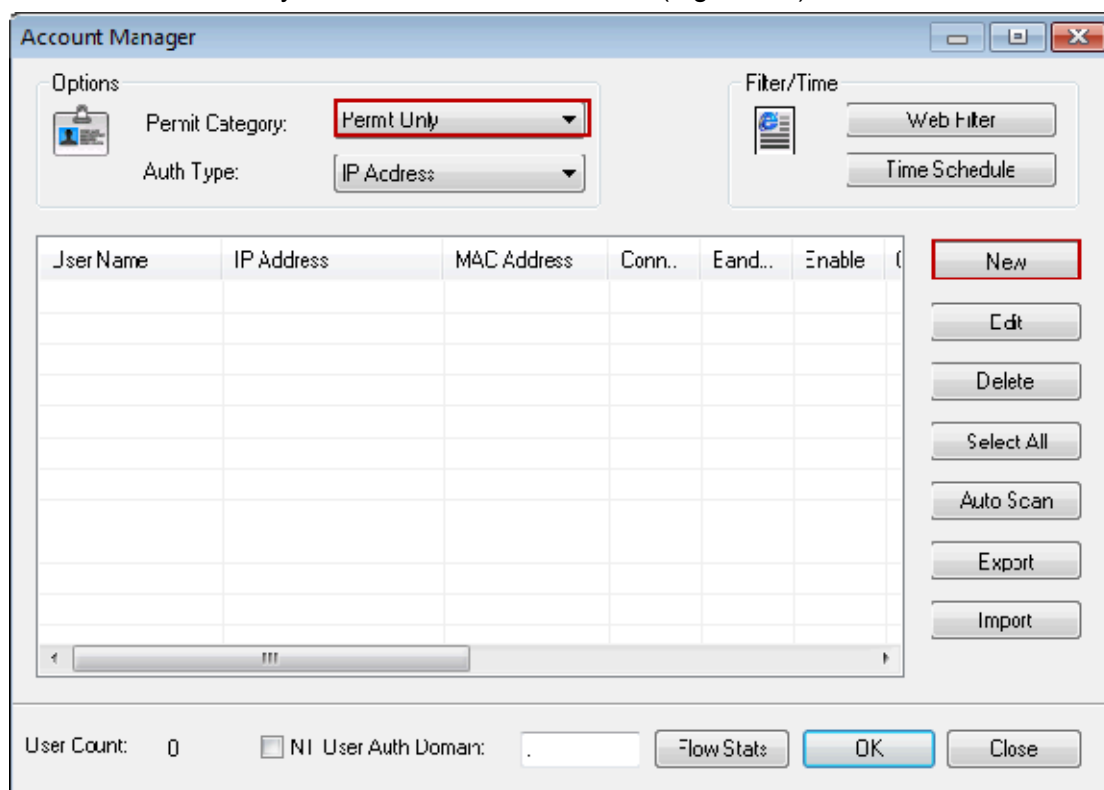 Account Manager
Options
Filter/Time
Permit Category:
Permit Only
Web Filter
Auth Type:
IP Address
Time Schedule
User Name IP Address MAC Address Conn.. Band... Enable
New
Edit
Delete
Select All
Auto Scan
Export
Import
User Count: 0 NT User Auth Domain: . Flow Stats OK Close